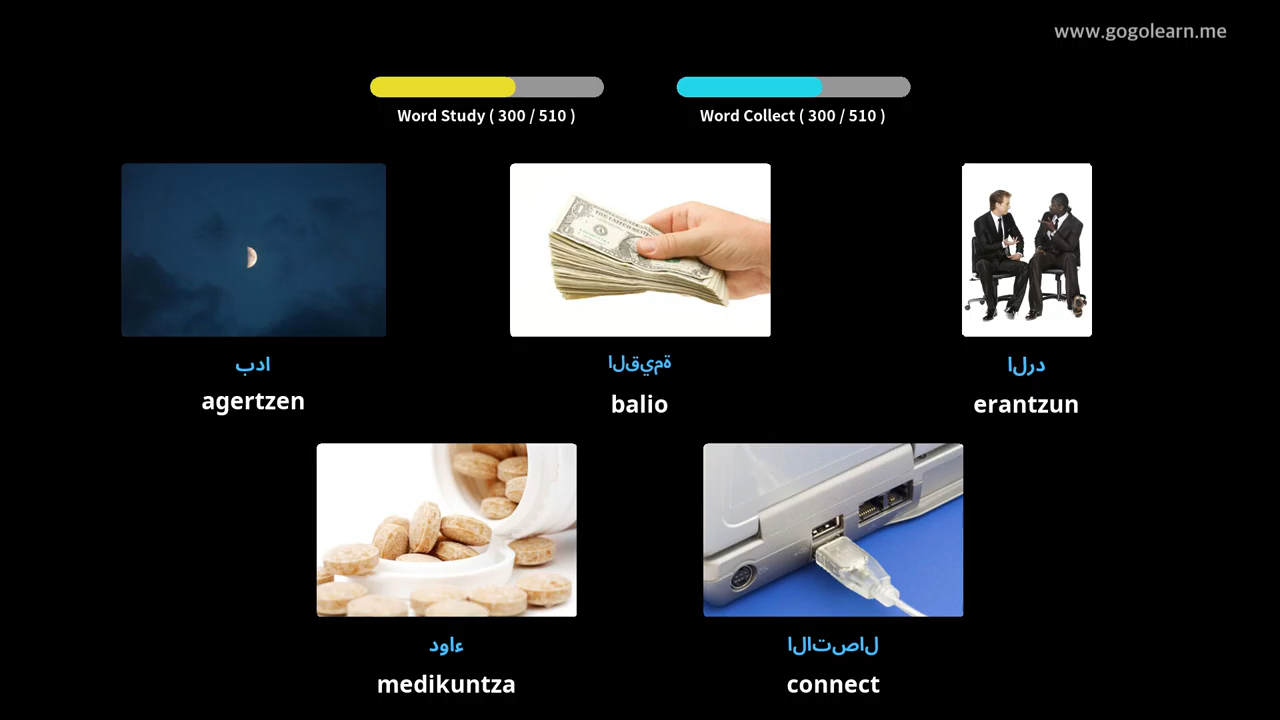 www.gogolearn.me
Word Study ( 300 / 510 )
Word Collect ( 300 / 510 )
بدا
القيمة
الرد
agertzen
balio
erantzun
دواء
الاتصال
medikuntza
connect